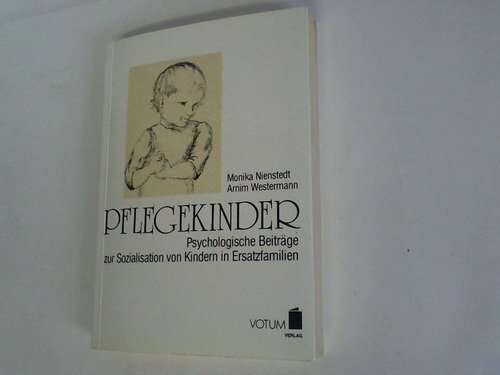 Monika Nienstedt
Arnim Westermann
PFLEGEKINDER
Psychologische Beiträge
zur Sozialisation von Kindern in Ersatzfamilien
VOTUM
VERLAG